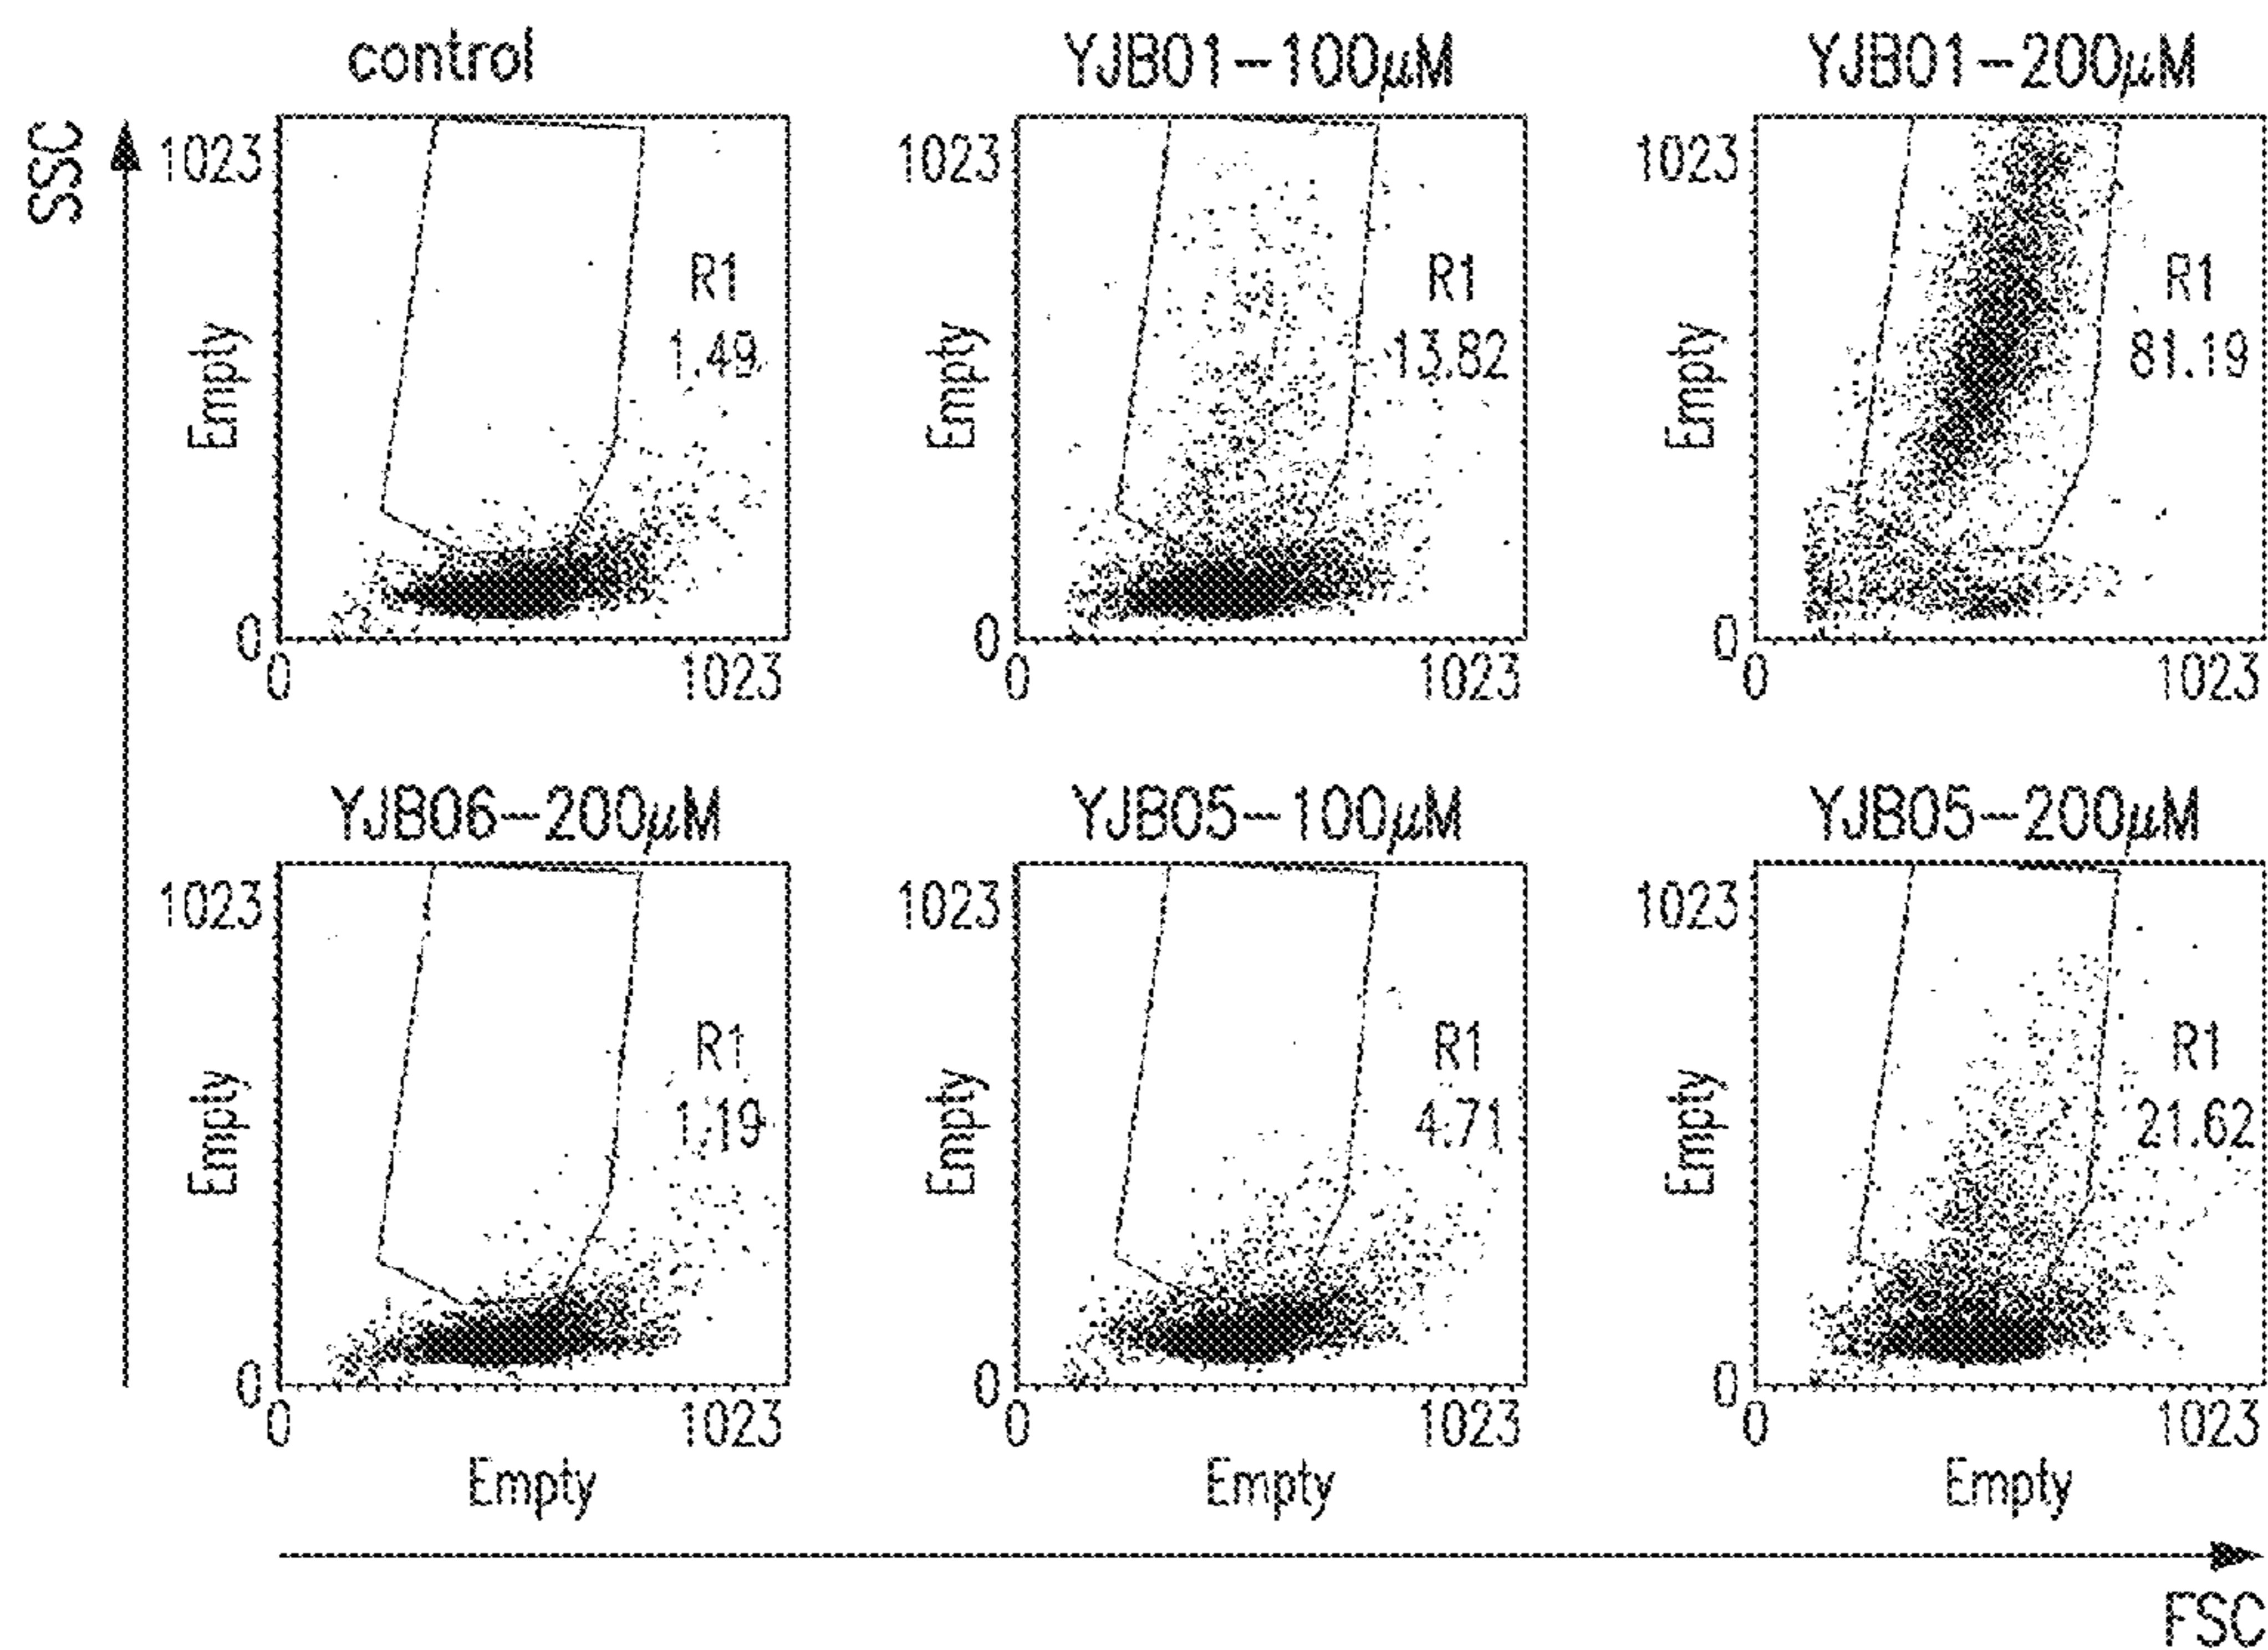 control
YJB01-100μM
YJB01-200μM
SSC
1023
Empty
0
0
1023
R1
1.49
1023
Empty
0
0
1023
R1
13.82
1023
Empty
0
0
1023
R1
81.19
YJB06-200μM
YJB05-100μM
YJB05-200μM
1023
Empty
0
0
1023
Empty
R1
1.19
1023
Empty
0
0
1023
Empty
R1
4.71
1023
Empty
0
0
1023
Empty
R1
21.62
FSC